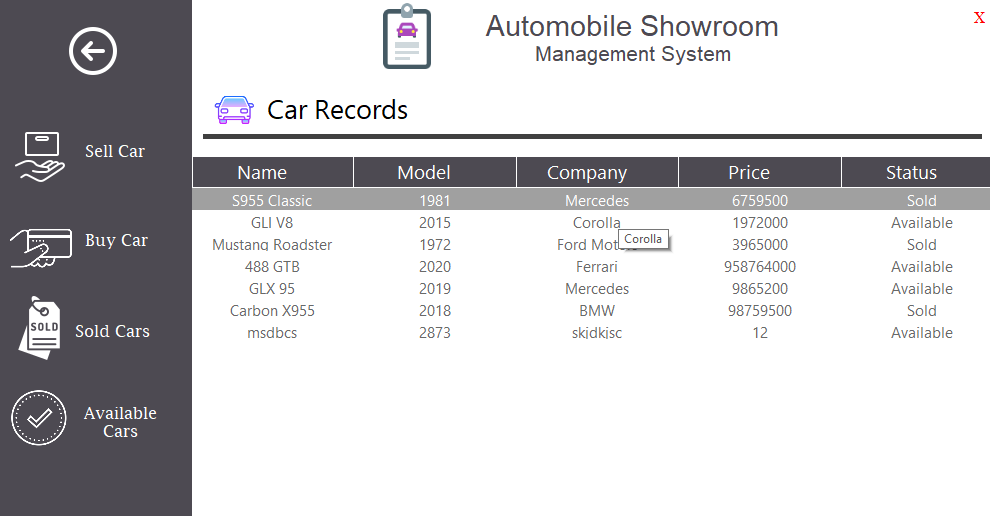 Automobile Showroom
Management System
X
Car Records
Sell Car
Buy Car
SOLD
Sold Cars
Available
Cars
Name Model Company Price Status
S955 Classic 1981 Mercedes 6759500 Sold
GLI V8 2015 Corolla 1972000 Available
Mustang Roadster 1972 Ford Motors 3965000 Sold
Corolla
488 GTB 2020 Ferrari 958764000 Available
GLX 95 2019 Mercedes 9865200 Available
Carbon X955 2018 BMW 98759500 Sold
msdbcs 2873 skjdkjsc 12 Available